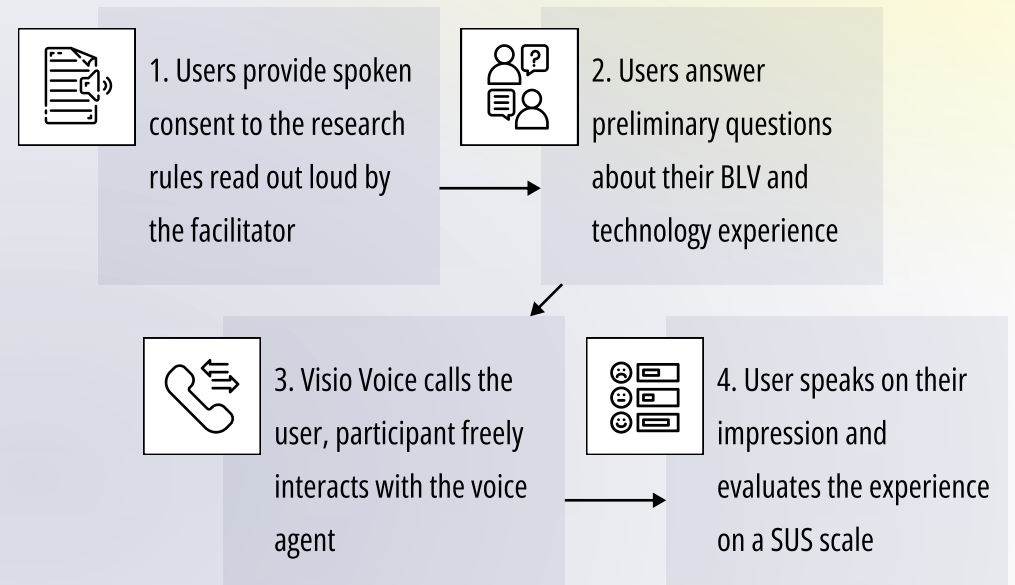 1. Users provide spoken
consent to the research
rules read out loud by
the facilitator
?
2. Users answer
preliminary questions
about their BLV and
technology experience
3. Visio Voice calls the
user, participant freely
interacts with the voice
agent
4. User speaks on their
impression and
evaluates the experience
on a SUS scale